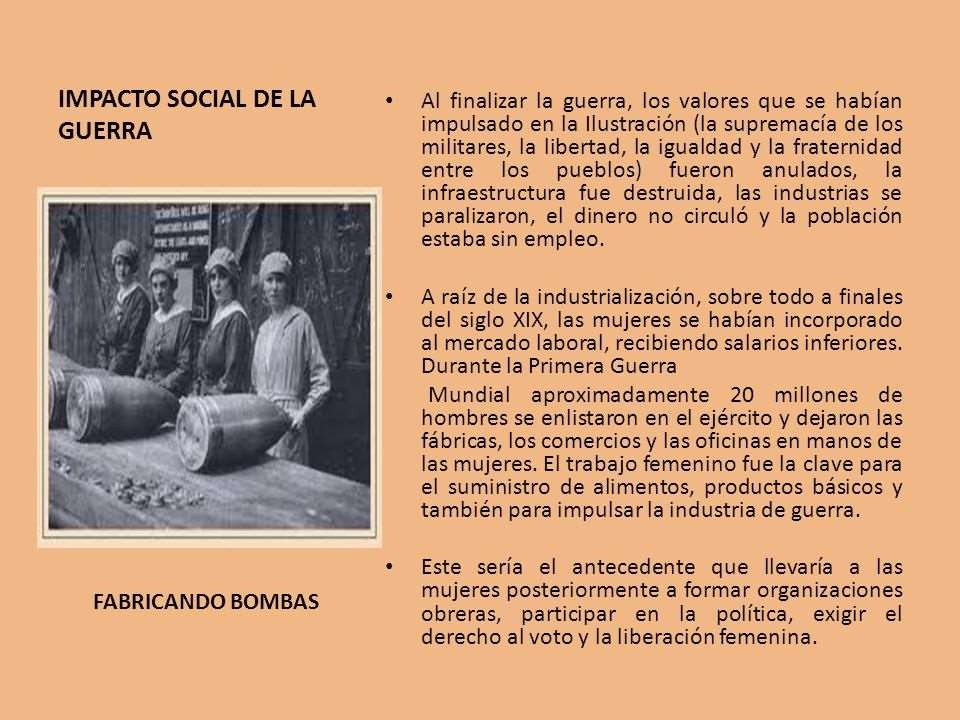 IMPACTO SOCIAL DE LA
GUERRA
• Al finalizar la guerra, los valores que se habían
impulsado en la Ilustración (la supremacía de los
militares, la libertad, la igualdad y la fraternidad
entre los pueblos) fueron anulados, la
infraestructura fue destruida, las industrias se
paralizaron, el dinero no circuló y la población
estaba sin empleo.
• A raíz de la industrialización, sobre todo a finales
del siglo XIX, las mujeres se habían incorporado
al mercado laboral, recibiendo salarios inferiores.
Durante la Primera Guerra
Mundial aproximadamente 20 millones de
hombres se enlistaron en el ejército y dejaron las
fábricas, los comercios y las oficinas en manos de
las mujeres. El trabajo femenino fue la clave para
el suministro de alimentos, productos básicos y
también para impulsar la industria de guerra.
• Este sería el antecedente que llevaría a las
mujeres posteriormente a formar organizaciones
obreras, participar en la política, exigir el
derecho al voto y la liberación femenina.
FABRICANDO BOMBAS